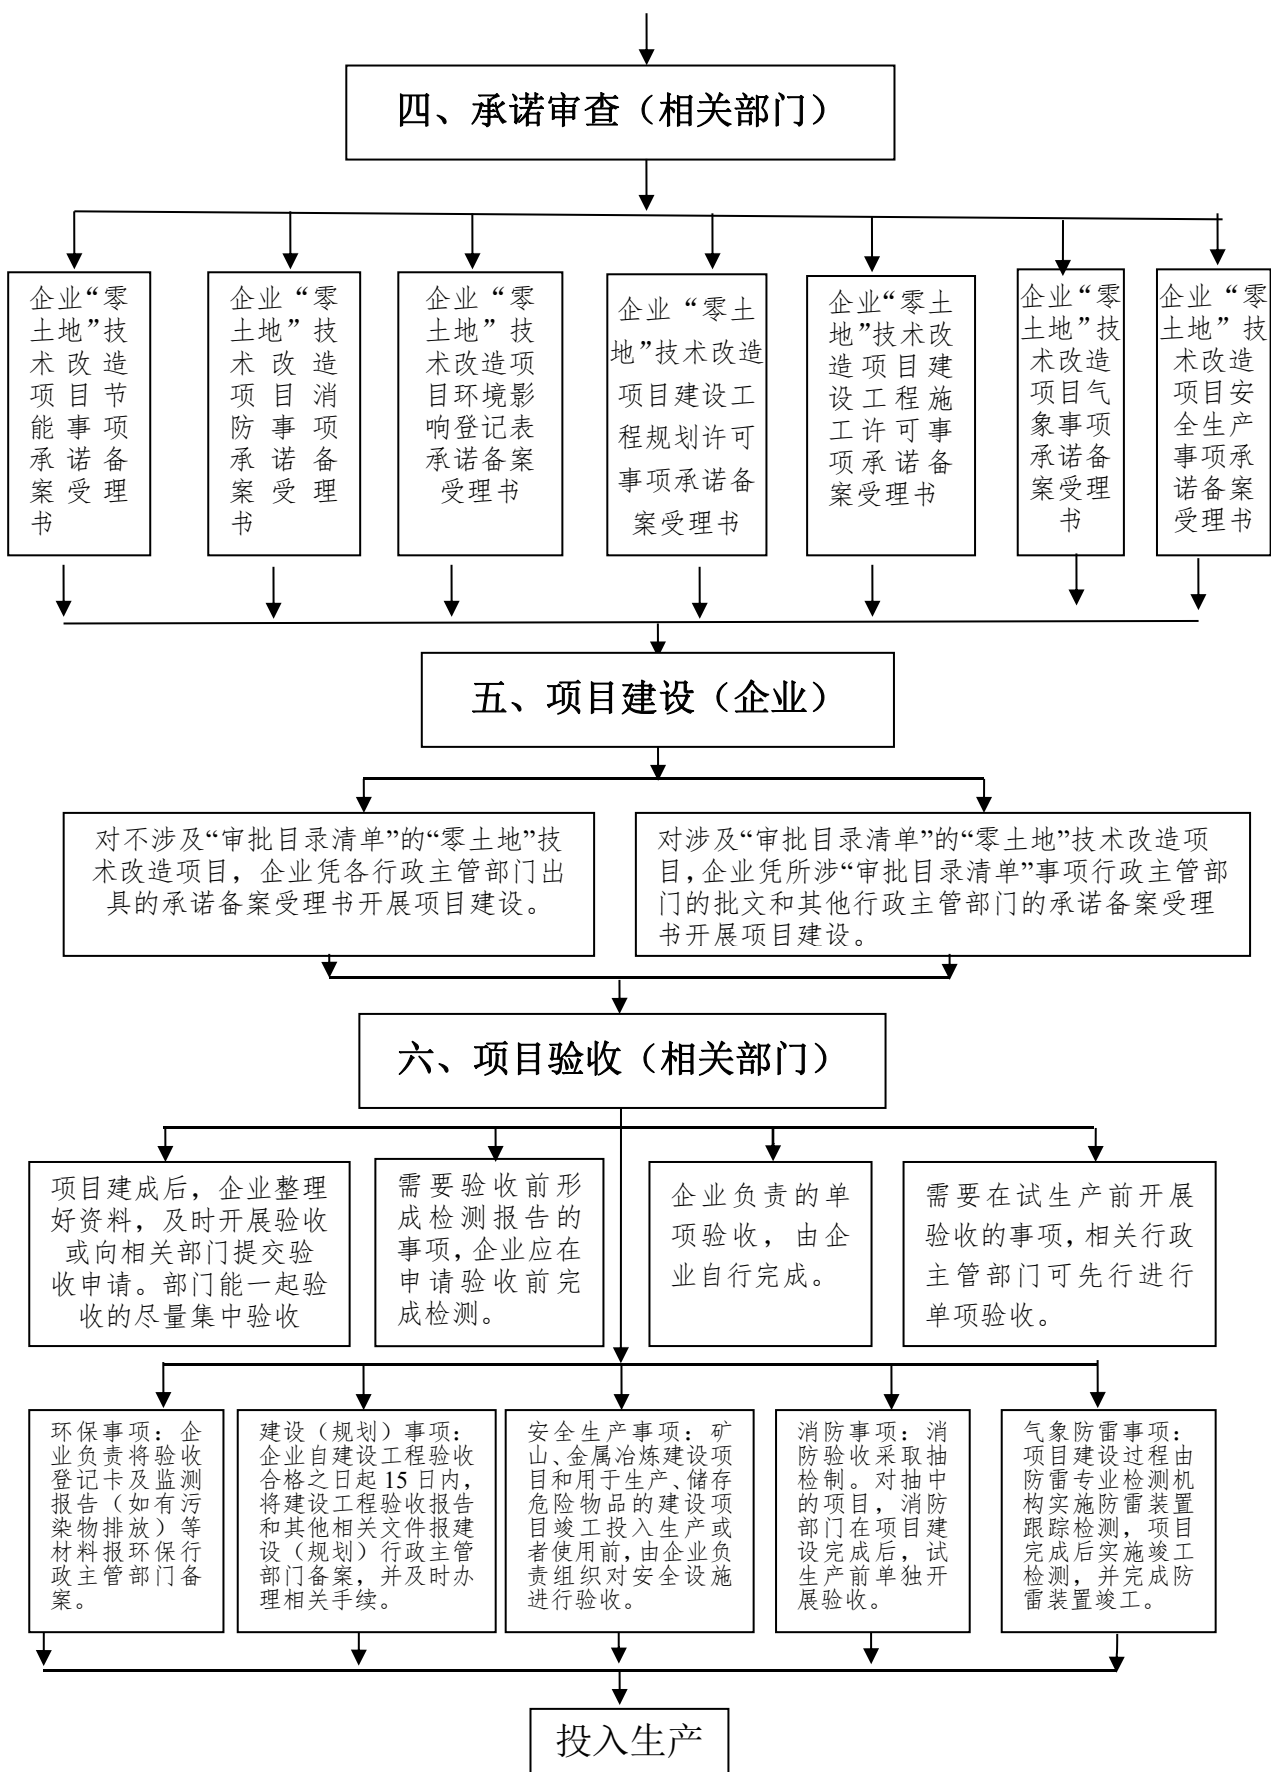 四、承诺审查（相关部门）
企业“零
土地”技
术改造
项目节
能事项
承诺备
案受理
书
企业“零
土地”技
术改造
项目消
防事项
承诺备
案受理
书
企业“零
土地”技
术改造项
目环境影
响登记表
承诺备案
受理书
企业“零土
地”技术改造
项目建设工
程规划许可
事项承诺备
案受理书
企业“零土
地”技术改
造项目建
设工程施
工许可事
项承诺备
案受理书
企业“零
土地”技
术改造
项目气
象事项
承诺备
案受理
书
企业“零
土地”技
术改造
项目安
全生产
事项承
诺备案
受理书
五、项目建设（企业）
对不涉及“审批目录清单”的“零土地”技
术改造项目，企业凭各行政主管部门出
具的承诺备案受理书开展项目建设。
对涉及“审批目录清单”的“零土地”技术改造项
目，企业凭所涉“审批目录清单”事项行政主管部
门的批文和其他行政主管部门的承诺备案受理
书开展项目建设。
六、项目验收（相关部门）
项目建成后，企业整理
好资料，及时开展验收
或向相关部门提交验
收申请。部门能一起验
收的尽量集中验收
需要验收前形
成检测报告的
事项，企业应在
申请验收前完
成检测。
企业负责的单
项验收，由企
业自行完成。
需要在试生产前开展
验收的事项，相关行政
主管部门可先行进行
单项验收。
环保事项：企
业负责将验收
登记卡及监测
报告（如有污
染物排放）等
材料报环保行
政主管部门备
案。
建设（规划）事项：
企业自建设工程验收
合格之日起 15 日内，
将建设工程验收报告
和其他相关文件报建
设（规划）行政主管
部门备案，并及时办
理相关手续。
安全生产事项：矿
山、金属冶炼建设项
目和用于生产、储存
危险物品的建设项
目竣工投入生产或
者使用前，由企业负
责组织对安全设施
进行验收。
消防事项：消
防验收采取抽
检制。对抽中
的项目，消防
部门在项目建
设完成后，试
生产前单独开
展验收。
气象防雷事项：
项目建设过程由
防雷专业检测机
构实施防雷装置
跟踪检测，项目
完成后实施竣工
检测，并完成防
雷装置竣工。
投入生产